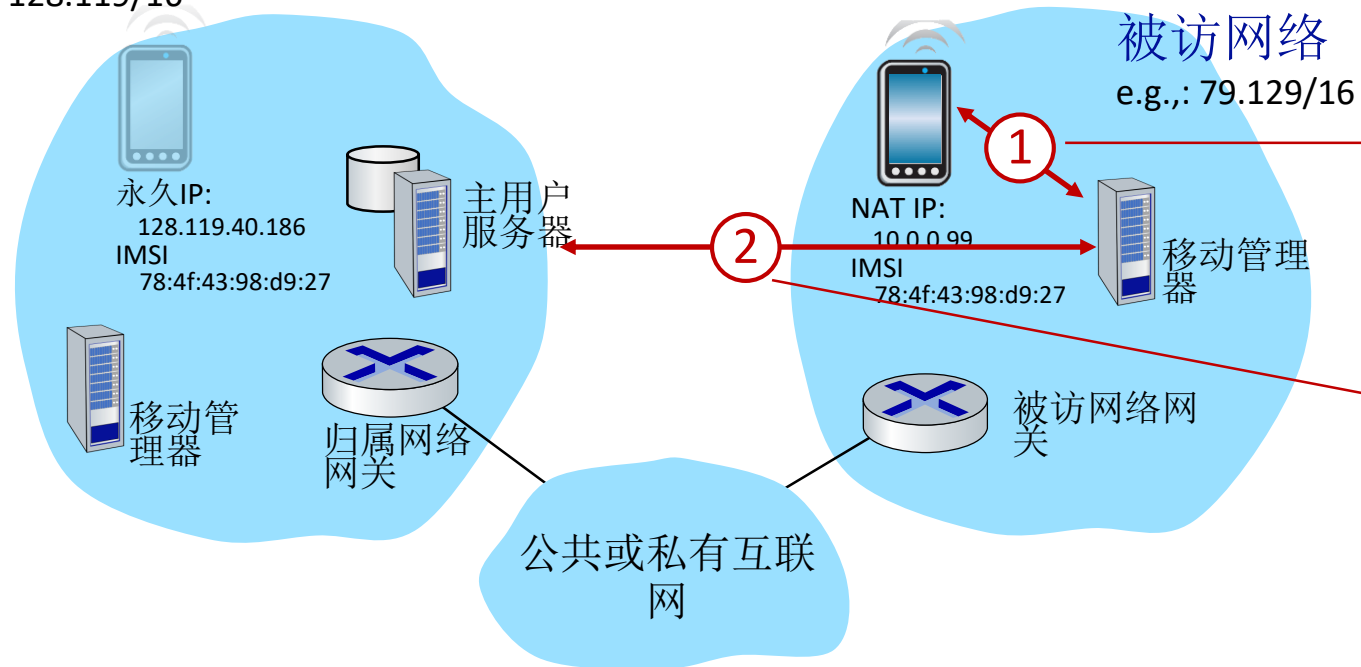 128.119/16
被访网络
e.g.,: 79.129/16
1
永久IP:
128.119.40.186
IMSI
78:4f:43:98:d9:27
主用户
服务器
2
NAT IP:
10.0.0.99
IMSI
78:4f:43:98:d9:27
移动管理
器
移动管
理器
归属网络
网关
被访网络网
关
公共或私有互联
网